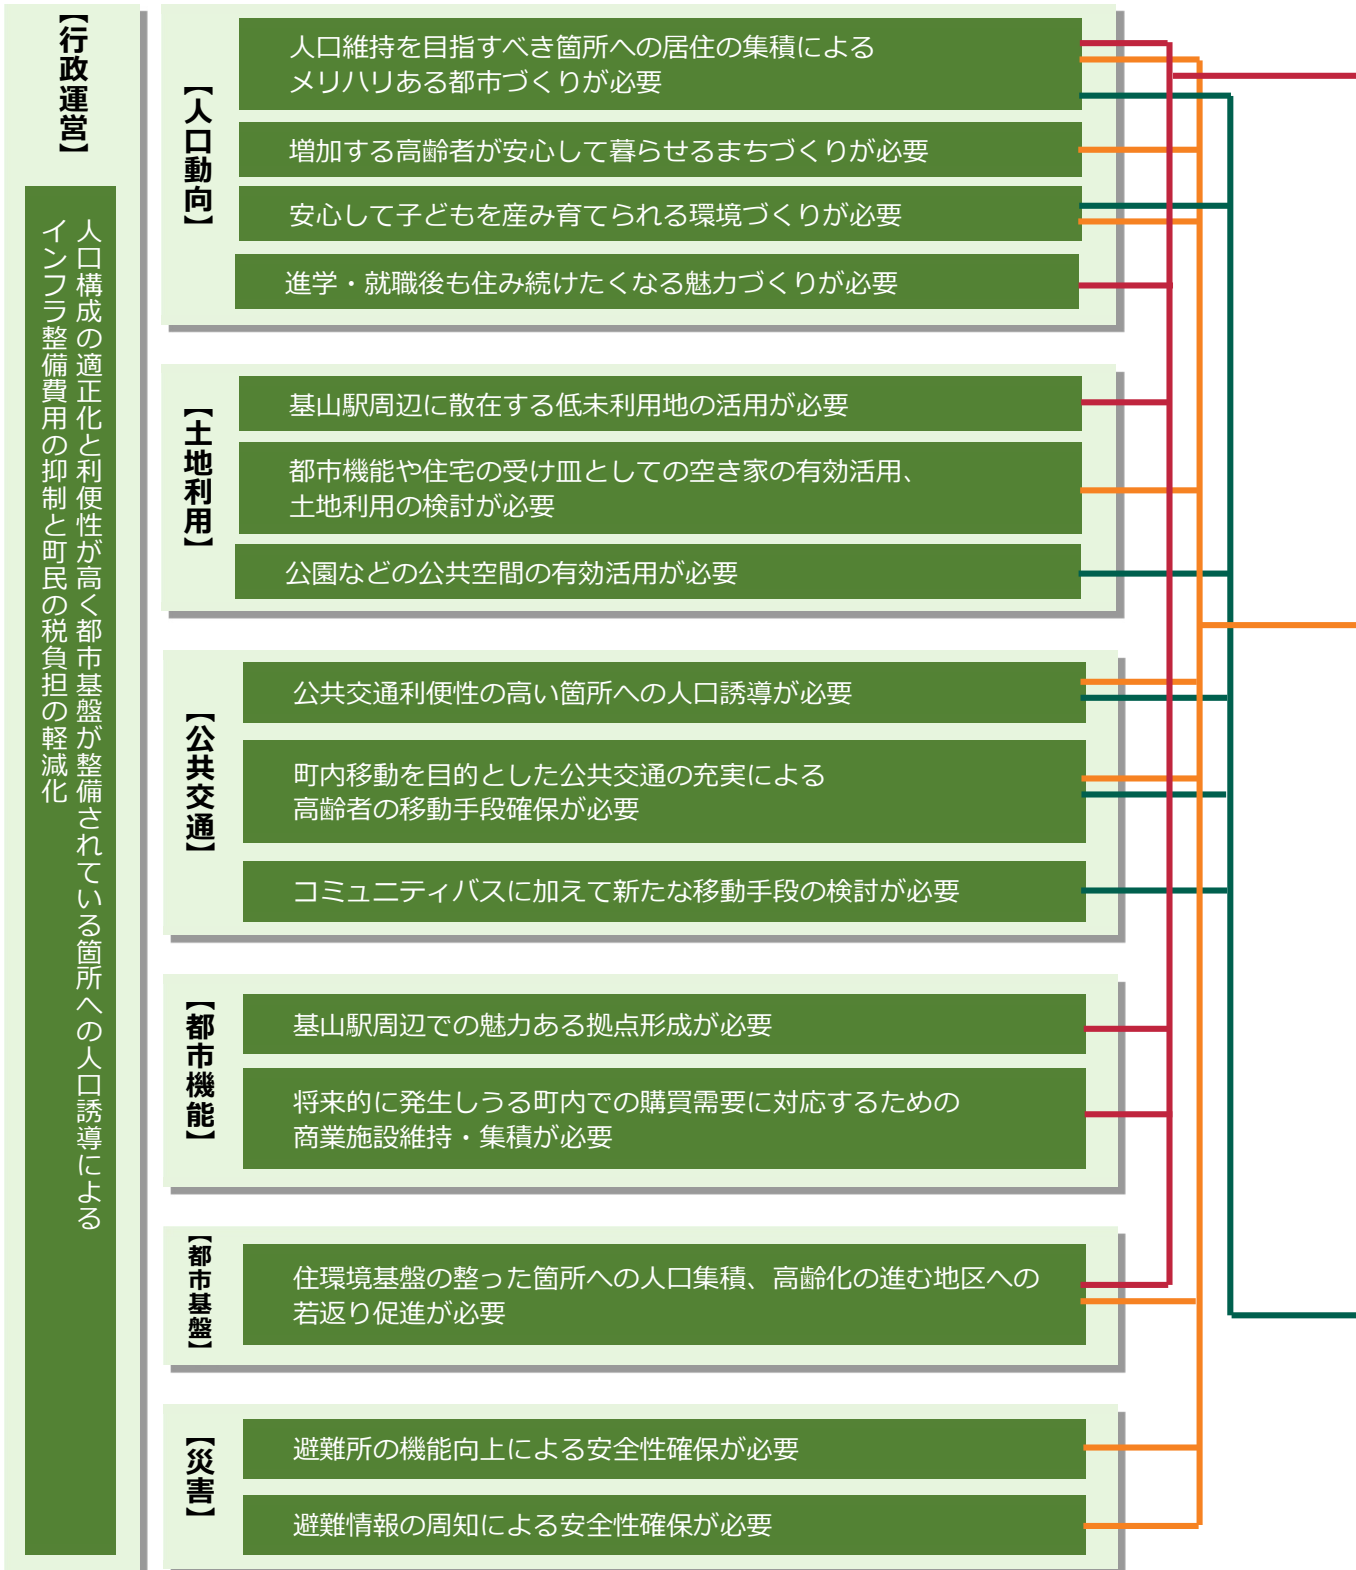 【行政運営】
人口構成の適正化と利便性が高く都市基盤が整備されている箇所への人口誘導による
インフラ整備費用の抑制と町民の税負担の軽減化
【人口動向】
人口維持を目指すべき箇所への居住の集積による
メリハリある都市づくりが必要
増加する高齢者が安心して暮らせるまちづくりが必要
安心して子どもを産み育てられる環境づくりが必要
進学・就職後も住み続けたくなる魅力づくりが必要
【土地利用】
基山駅周辺に散在する低未利用地の活用が必要
都市機能や住宅の受け皿としての空き家の有効活用、
土地利用の検討が必要
公園などの公共空間の有効活用が必要
【公共交通】
公共交通利便性の高い箇所への人口誘導が必要
町内移動を目的とした公共交通の充実による
高齢者の移動手段確保が必要
コミュニティバスに加えて新たな移動手段の検討が必要
【都市機能】
基山駅周辺での魅力ある拠点形成が必要
将来的に発生しうる町内での購買需要に対応するための
商業施設維持・集積が必要
【都市基盤】
住環境基盤の整った箇所への人口集積、高齢化の進む地区への
若返り促進が必要
【災害】
避難所の機能向上による安全性確保が必要
避難情報の周知による安全性確保が必要